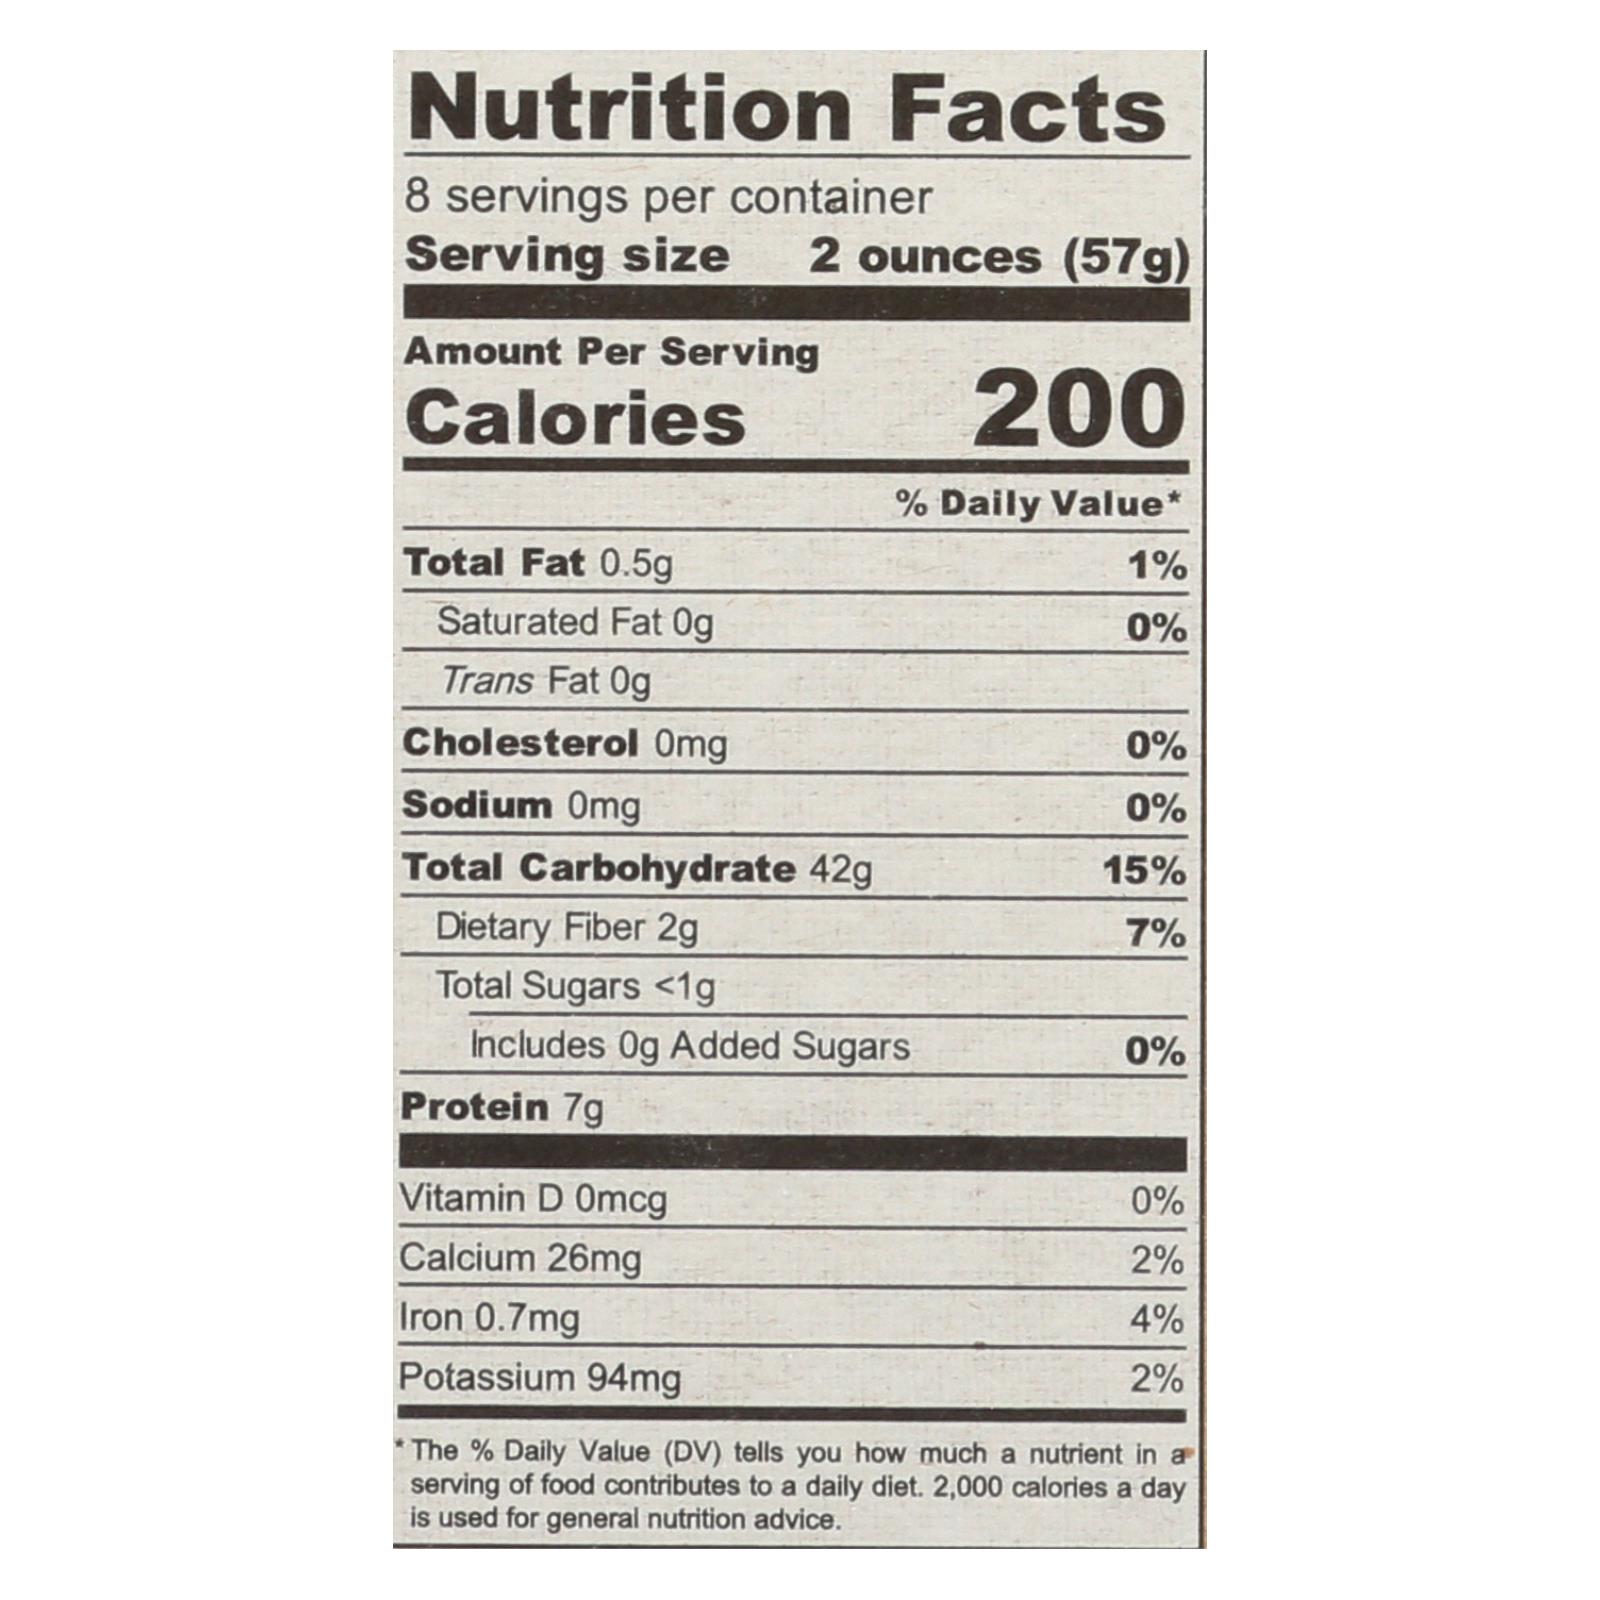 Nutrition Facts
8 servings per container
Serving size 2 ounces (57g)
Amount Per Serving
Calories 200
% Daily Value*
Total Fat 0.5g 1%
Saturated Fat 0g 0%
Trans Fat 0g
Cholesterol 0mg 0%
Sodium 0mg 0%
Total Carbohydrate 42g 15%
Dietary Fiber 2g 7%
Total Sugars <1g
Includes 0g Added Sugars 0%
Protein 7g
Vitamin D 0mcg 0%
Calcium 26mg 2%
Iron 0.7mg 4%
Potassium 94mg 2%
* The % Daily Value (DV) tells you how much a nutrient in a
serving of food contributes to a daily diet. 2,000 calories a day
is used for general nutrition advice.